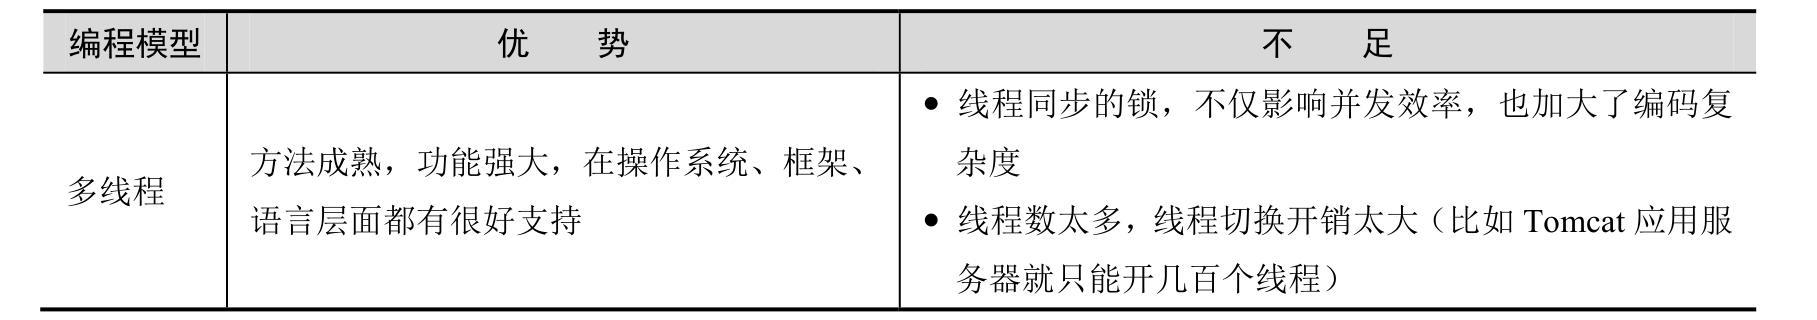 编程模型 优 势 不 足
多线程
方法成熟，功能强大，在操作系统、框架、
语言层面都有很好支持
● 线程同步的锁，不仅影响并发效率，也加大了编码复
杂度
● 线程数太多，线程切换开销太大（比如 Tomcat 应用服
务器就只能开几百个线程）